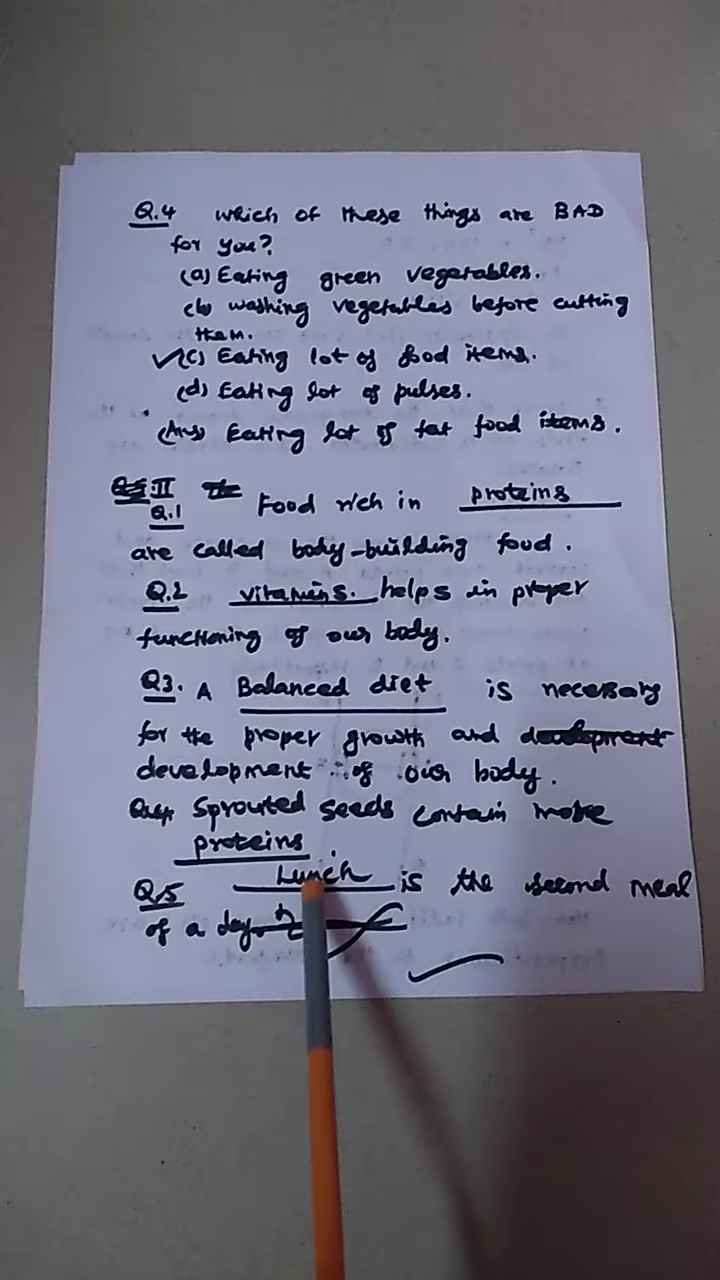 Q.4 Which of these things are BAD
for you?
(a) Eating green vegetables.
(b) washing vegetables before cutting
them.
(c) Eating lot of food items.
(d) Eating lot of pulses.
(Ans) Eating lot of fat food items.
II
Q.1 Food rich in proteins
are called body-building food.
Q.2 vitamins. helps in proper
functioning of our body.
Q3. A Balanced diet is necessary
for the proper growth and development
development of our body.
Q4 Sprouted seeds contain more
proteins
Q.5 Lunch is the second meal
of a day.